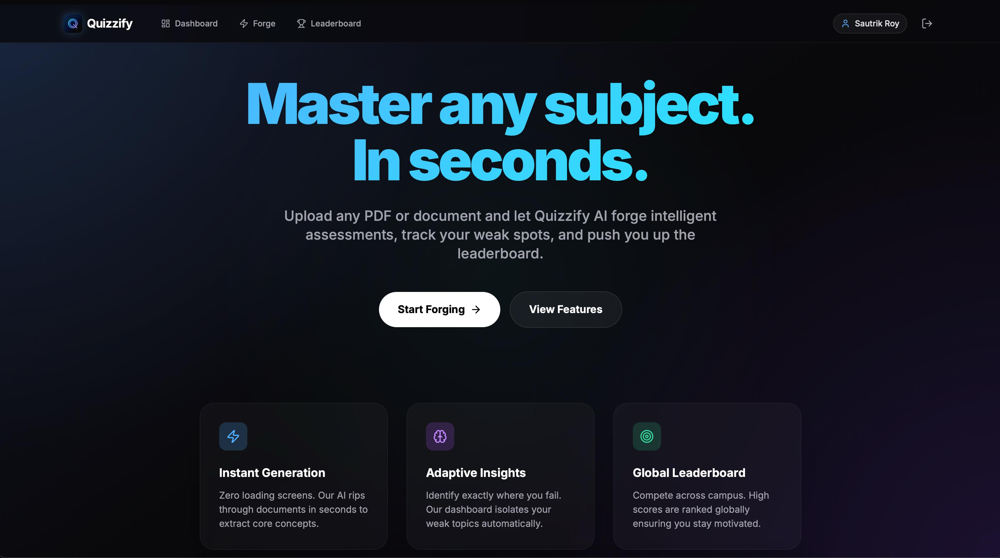 Quizzify
Dashboard
Forge
Leaderboard
Sautrik Roy
Master any subject.
In seconds.
Upload any PDF or document and let Quizzify AI forge intelligent
assessments, track your weak spots, and push you up the
leaderboard.
Start Forging →
View Features
Instant Generation
Zero loading screens. Our AI rips
through documents in seconds to
extract core concepts.
Adaptive Insights
Identify exactly where you fail.
Our dashboard isolates your
weak topics automatically.
Global Leaderboard
Compete across campus. High
scores are ranked globally
ensuring you stay motivated.